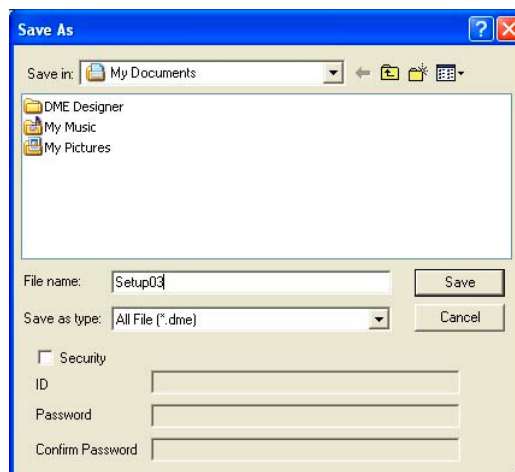 Save As
Save in: My Documents
DME Designer
My Music
My Pictures
File name: Setup03 Save
Save as type: All File (*.dme) Cancel
Security
ID
Password
Confirm Password